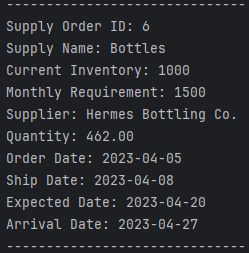 ------------------------------
Supply Order ID: 6
Supply Name: Bottles
Current Inventory: 1000
Monthly Requirement: 1500
Supplier: Hermes Bottling Co.
Quantity: 462.00
Order Date: 2023-04-05
Ship Date: 2023-04-08
Expected Date: 2023-04-20
Arrival Date: 2023-04-27
------------------------------